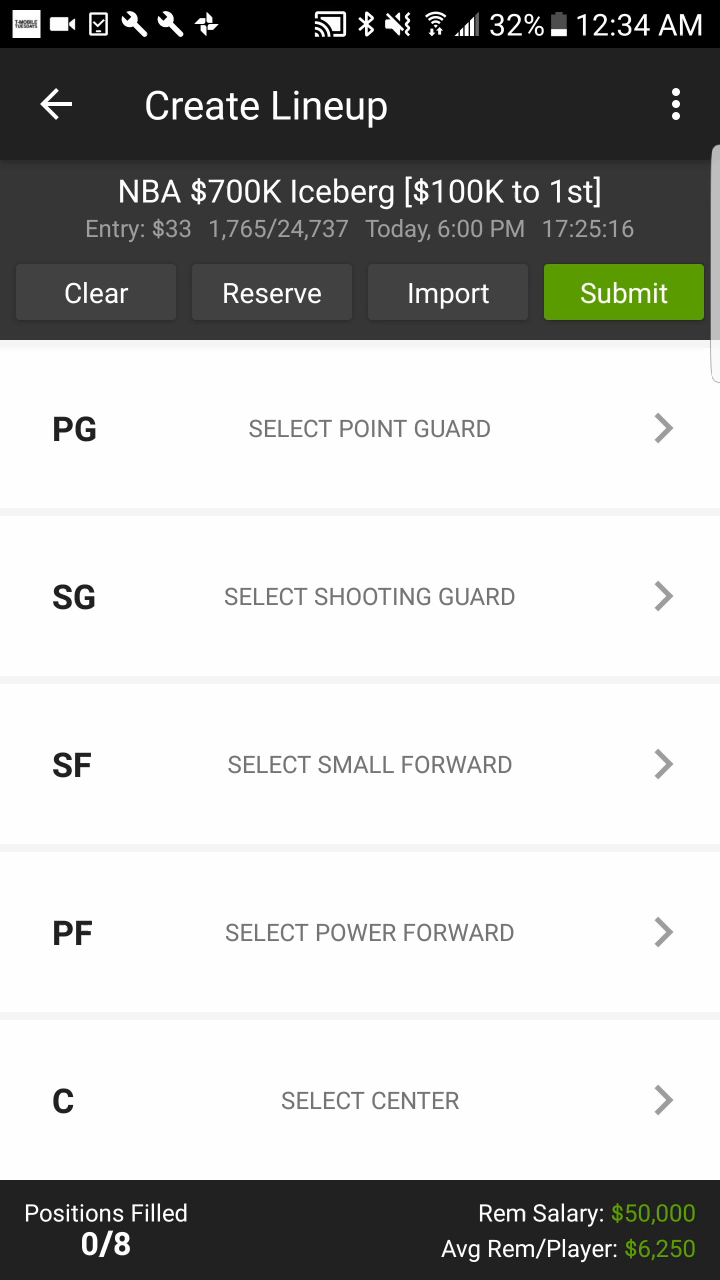 T-MOBILE
TUESDAYS
32% 12:34 AM
Create Lineup
NBA $700K Iceberg [$100K to 1st]
Entry: $33 1,765/24,737 Today, 6:00 PM 17:25:16
Clear Reserve Import Submit
PG SELECT POINT GUARD
SG SELECT SHOOTING GUARD
SF SELECT SMALL FORWARD
PF SELECT POWER FORWARD
C SELECT CENTER
Positions Filled Rem Salary: $50,000
0/8 Avg Rem/Player: $6,250